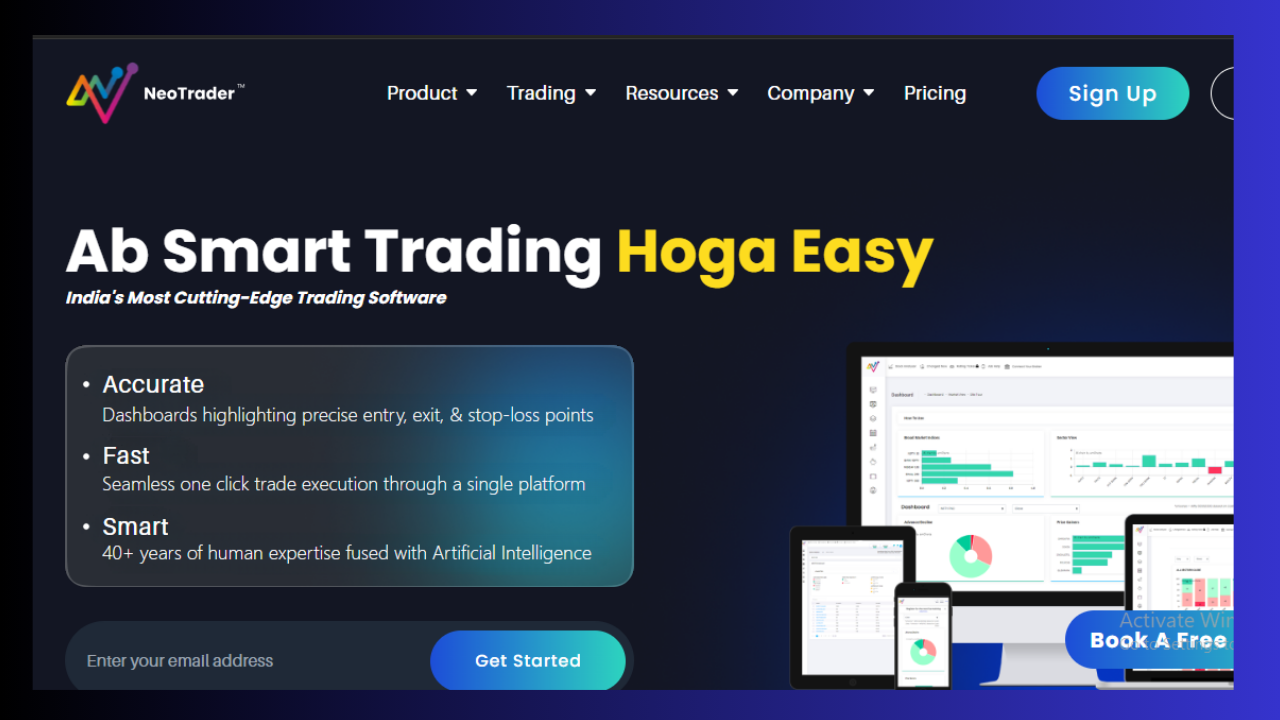 NeoTrader™
Product Trading Resources Company Pricing
Sign Up
Ab Smart Trading Hoga Easy
India's Most Cutting-Edge Trading Software
• Accurate
Dashboards highlighting precise entry, exit, & stop-loss points
• Fast
Seamless one click trade execution through a single platform
• Smart
40+ years of human expertise fused with Artificial Intelligence
Enter your email address
Get Started
Dashboard
Dashboard
Activate Win
Book A Free